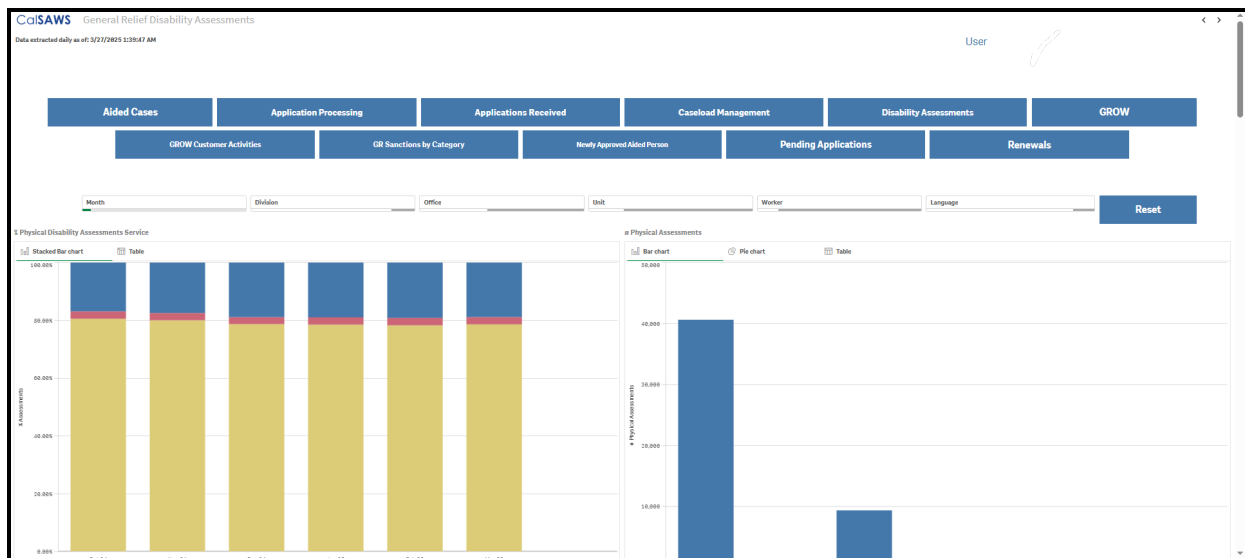 CalSAWS General Relief Disability Assessments
Data extracted daily as of: 3/27/2025 1:39:47 AM
User
Aided Cases Application Processing Applications Received Caseload Management Disability Assessments GROW
GROW Customer Activities GR Sanctions by Category Newly Approved Aided Person Pending Applications Renewals
Month Division Office Unit Worker Language Reset
% Physical Disability Assessments Service
Stacked Bar chart Table
100.00%
80.00%
60.00%
40.00%
20.00%
0.00%
% Assessments
# Physical Assessments
Bar chart Pie chart Table
50,000
40,000
30,000
20,000
10,000
# Physical Assessments